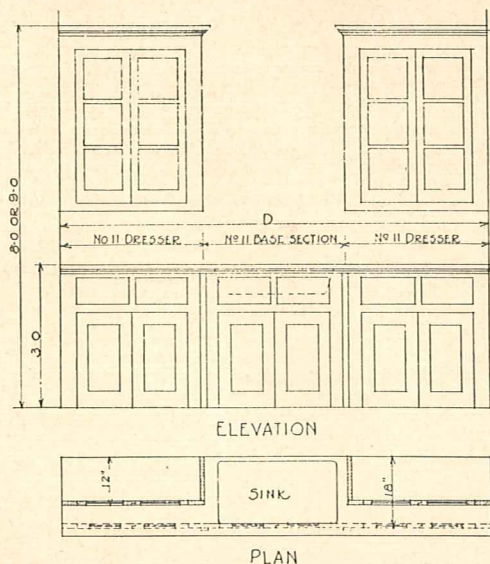 8-0 OR 9-0
D
No 11 DRESSER
No 11 BASE SECTION
No 11 DRESSER
3 0
ELEVATION
12"
SINK
18"
PLAN